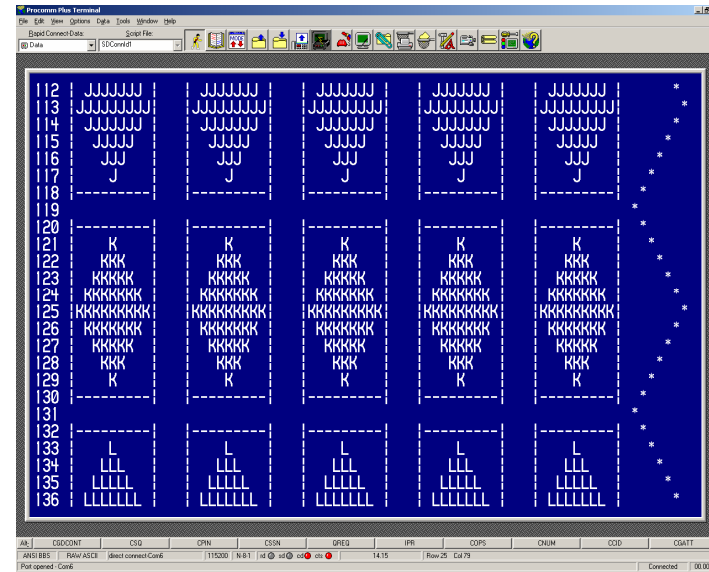 Procomm Plus Terminal
File Edit View Options Data Tools Window Help
Rapid Connect-Data: Script File:
Data SDConnId1
112 | JJJJJJJ | | JJJJJJJ | | JJJJJJJ | | JJJJJJJ | | JJJJJJJ | *
113 |JJJJJJJJJ| |JJJJJJJJJ| |JJJJJJJJJ| |JJJJJJJJJ| |JJJJJJJJJ| *
114 | JJJJJJJ | | JJJJJJJ | | JJJJJJJ | | JJJJJJJ | | JJJJJJJ | *
115 | JJJJJ | | JJJJJ | | JJJJJ | | JJJJJ | | JJJJJ | *
116 | JJJ | | JJJ | | JJJ | | JJJ | | JJJ | *
117 | J | | J | | J | | J | | J | *
118 |---------| |---------| |---------| |---------| |---------| *
119 *
120 |---------| |---------| |---------| |---------| |---------| *
121 | K | | K | | K | | K | | K | *
122 | KKK | | KKK | | KKK | | KKK | | KKK | *
123 | KKKKK | | KKKKK | | KKKKK | | KKKKK | | KKKKK | *
124 | KKKKKKK | | KKKKKKK | | KKKKKKK | | KKKKKKK | | KKKKKKK | *
125 |KKKKKKKKK| |KKKKKKKKK| |KKKKKKKKK| |KKKKKKKKK| |KKKKKKKKK| *
126 | KKKKKKK | | KKKKKKK | | KKKKKKK | | KKKKKKK | | KKKKKKK | *
127 | KKKKK | | KKKKK | | KKKKK | | KKKKK | | KKKKK | *
128 | KKK | | KKK | | KKK | | KKK | | KKK | *
129 | K | | K | | K | | K | | K | *
130 |---------| |---------| |---------| |---------| |---------| *
131 *
132 |---------| |---------| |---------| |---------| |---------| *
133 | L | | L | | L | | L | | L | *
134 | LLL | | LLL | | LLL | | LLL | | LLL | *
135 | LLLLL | | LLLLL | | LLLLL | | LLLLL | | LLLLL | *
136 | LLLLLLL | | LLLLLLL | | LLLLLLL | | LLLLLLL | | LLLLLLL | *
Alt: CGDCONT CSQ CPIN CSSN QREQ IPR COPS CNUM CCID CGATT
ANSI BBS RAW ASCII direct connect-Com6 115200 N-8-1 rd sd cd cts 14.15 Row 25 Col 79
Port opened - Com6 Connected 00.00